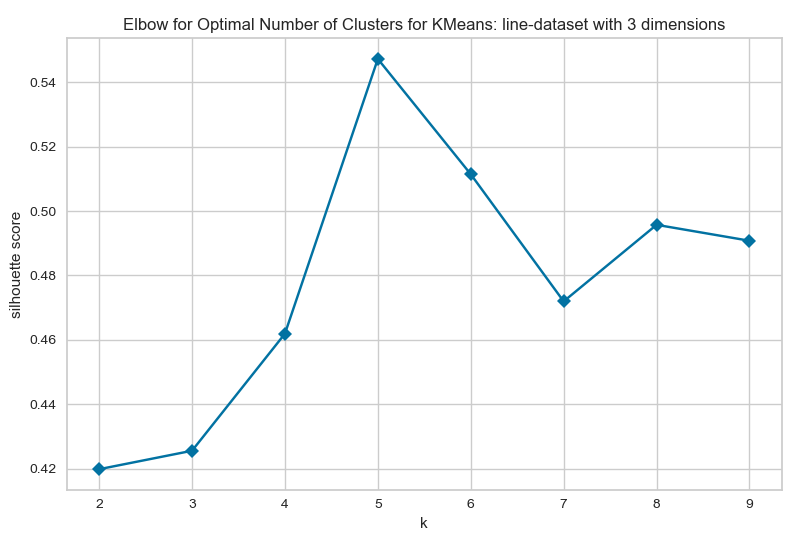 Elbow for Optimal Number of Clusters for KMeans: line-dataset with 3 dimensions
silhouette score
0.54
0.52
0.50
0.48
0.46
0.44
0.42
2 3 4 5 6 7 8 9
k